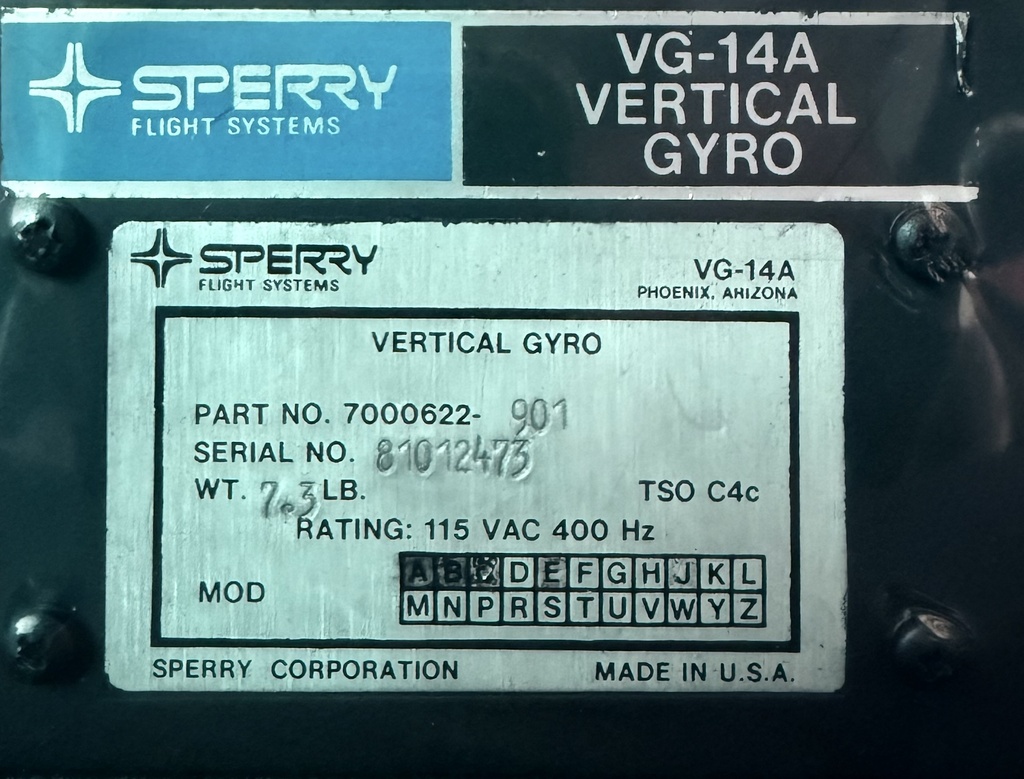 SPERRY
FLIGHT SYSTEMS
VG-14A
VERTICAL
GYRO
SPERRY
FLIGHT SYSTEMS
VG-14A
PHOENIX, ARIZONA
VERTICAL GYRO
PART NO. 7000622- 901
SERIAL NO. 81012473
WT. 7.3 LB.
TSO C4c
RATING: 115 VAC 400 Hz
MOD
A B D E F G H J K L
M N P R S T U V W Y Z
SPERRY CORPORATION
MADE IN U.S.A.